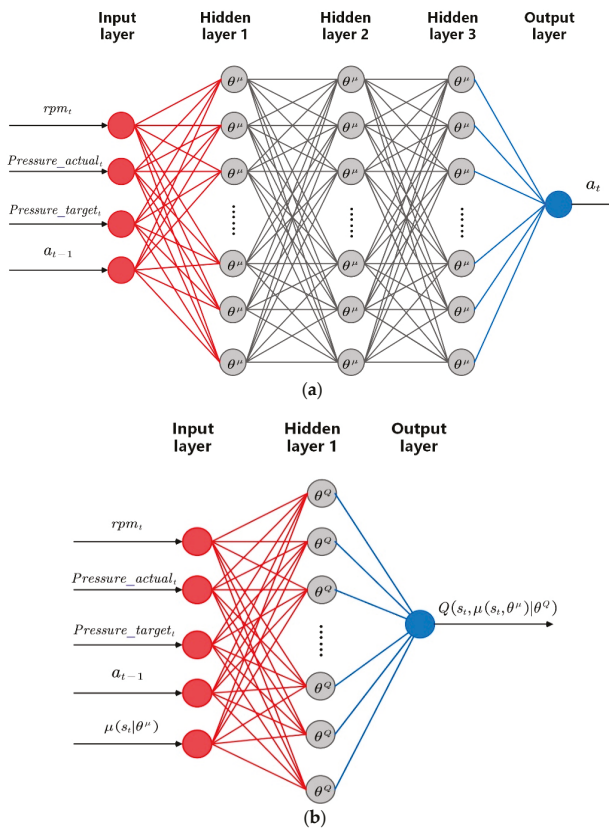 Input layer
Hidden layer 1
Hidden layer 2
Hidden layer 3
Output layer
rpm_t
Pressure_actual_t
Pressure_target_t
a_{t-1}
θ^μ θ^μ θ^μ
θ^μ θ^μ θ^μ
θ^μ θ^μ θ^μ
θ^μ θ^μ θ^μ
θ^μ θ^μ θ^μ
θ^μ θ^μ θ^μ
a_t
(a)
Input layer
Hidden layer 1
Output layer
rpm_t
Pressure_actual_t
Pressure_target_t
a_{t-1}
μ(s_t|θ^μ)
θ^Q
θ^Q
θ^Q
θ^Q
θ^Q
θ^Q
Q(s_t,μ(s_t,θ^μ)|θ^Q)
(b)